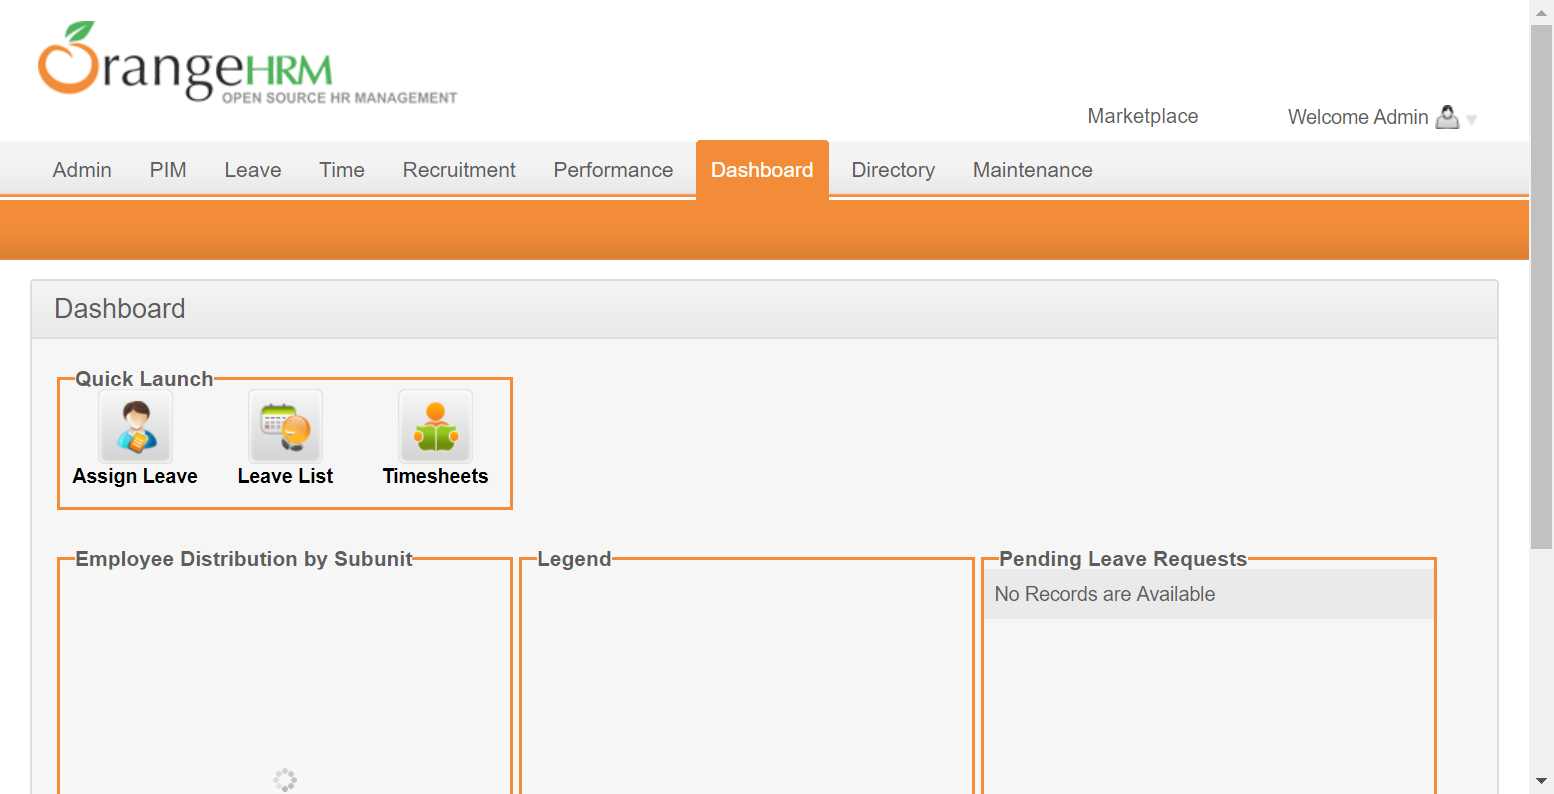 OrangeHRM
OPEN SOURCE HR MANAGEMENT
Marketplace
Welcome Admin
Admin
PIM
Leave
Time
Recruitment
Performance
Dashboard
Directory
Maintenance
Dashboard
Quick Launch
Assign Leave
Leave List
Timesheets
Employee Distribution by Subunit
Legend
Pending Leave Requests
No Records are Available